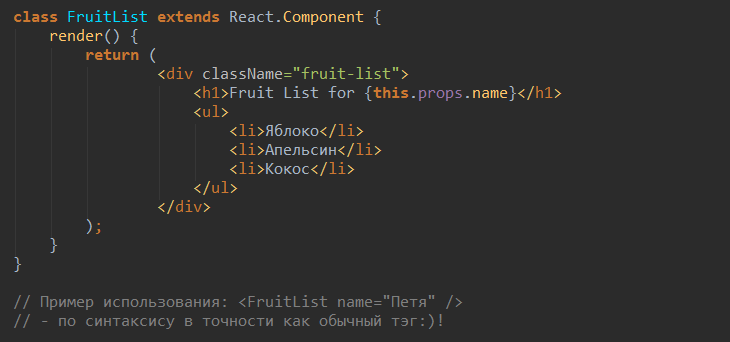 class FruitList extends React.Component {
    render() {
        return (
                <div className="fruit-list">
                    <h1>Fruit List for {this.props.name}</h1>
                    <ul>
                        <li>Яблоко</li>
                        <li>Апельсин</li>
                        <li>Кокос</li>
                    </ul>
                </div>
        );
    }
}
// Пример использования: <FruitList name="Петя" />
// - по синтаксису в точности как обычный тэг:)!